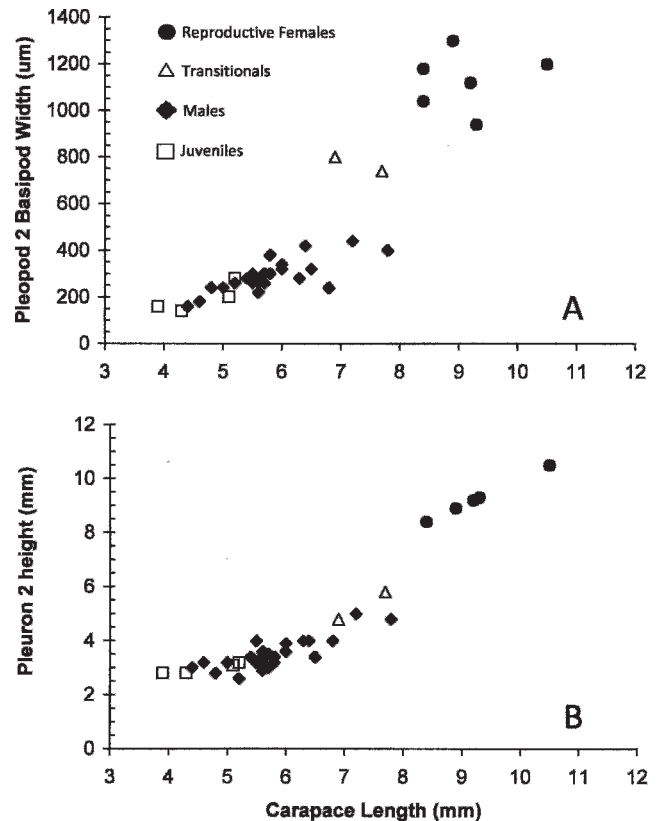 1400
1200
1000
800
600
400
200
0
Pleopod 2 Basipod Width (um)
Reproductive Females
Transitionals
Males
Juveniles
A
3 4 5 6 7 8 9 10 11 12
12
10
8
6
4
2
0
Pleuron 2 height (mm)
B
3 4 5 6 7 8 9 10 11 12
Carapace Length (mm)